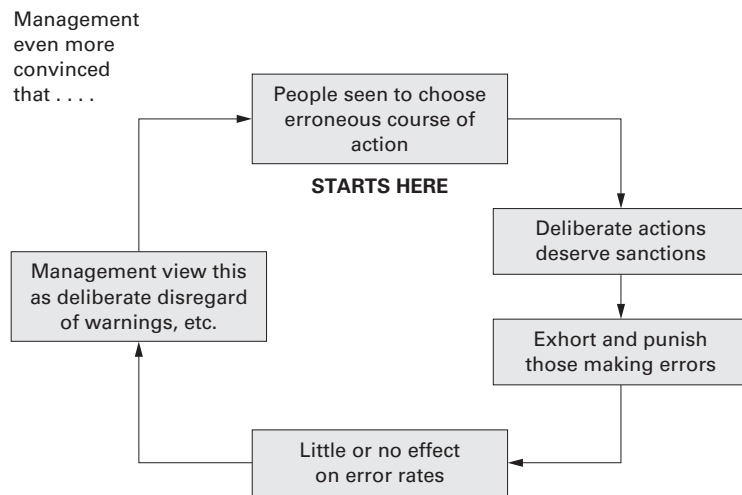 Management
even more
convinced
that . . . .
People seen to choose
erroneous course of
action
STARTS HERE
Deliberate actions
deserve sanctions
Exhort and punish
those making errors
Little or no effect
on error rates
Management view this
as deliberate disregard
of warnings, etc.